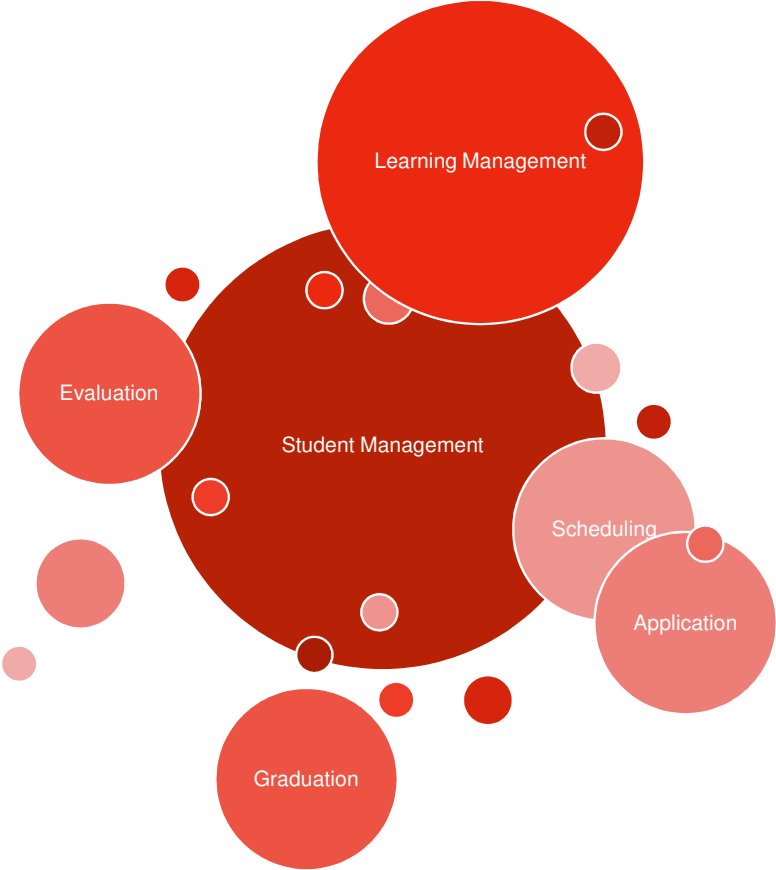 Learning Management
Evaluation
Student Management
Scheduling
Application
Graduation